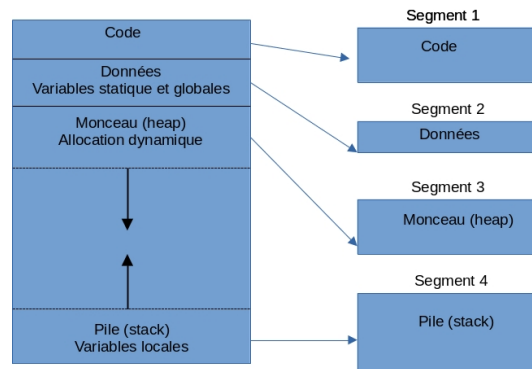 Code
Données
Variables statique et globales
Monceau (heap)
Allocation dynamique
Pile (stack)
Variables locales
Segment 1
Code
Segment 2
Données
Segment 3
Monceau (heap)
Segment 4
Pile (stack)